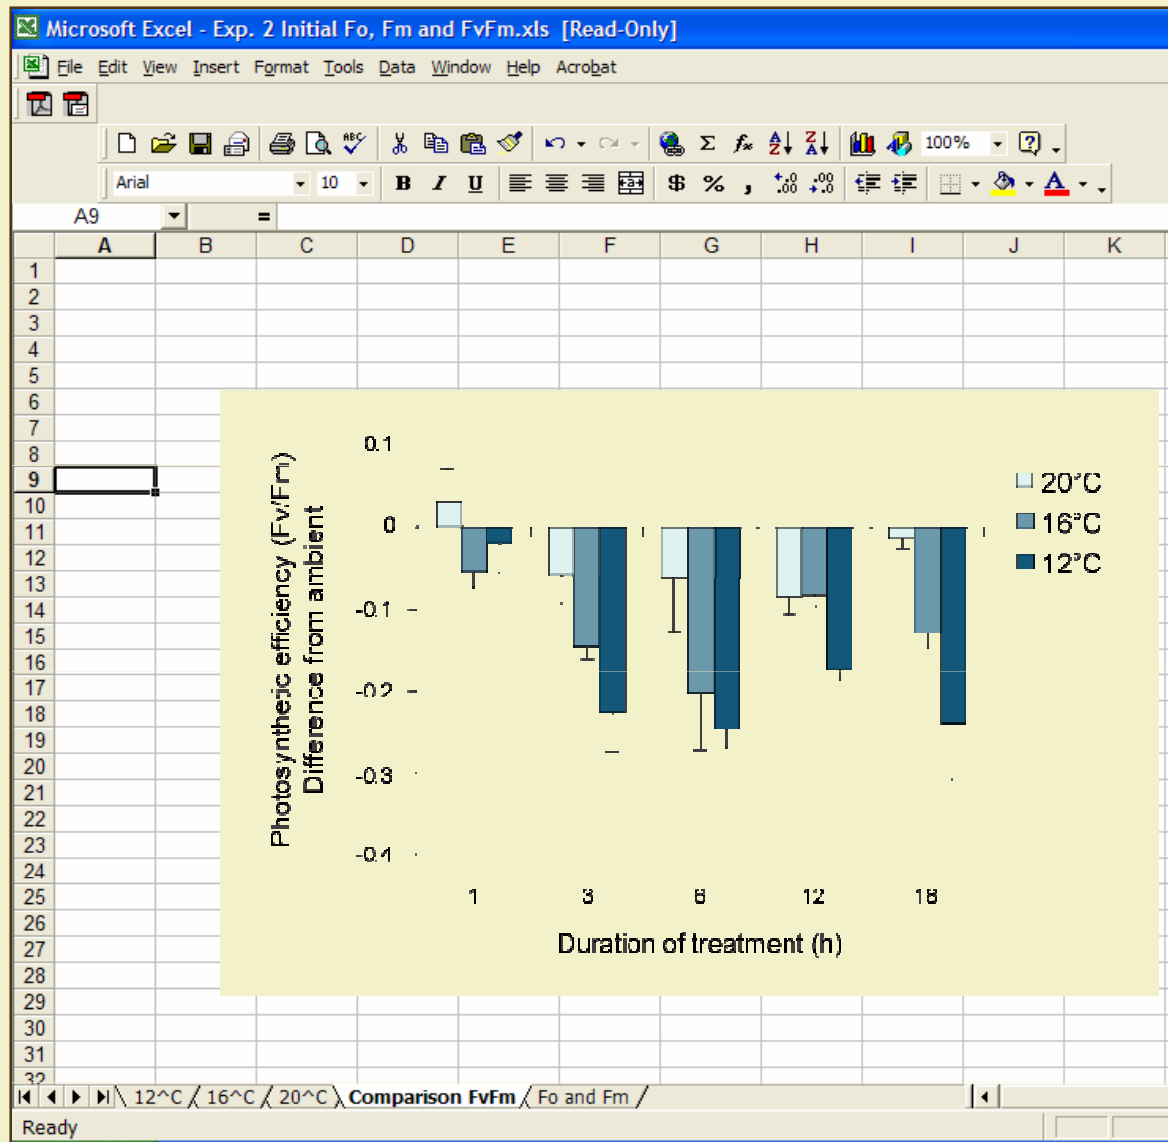 Microsoft Excel - Exp. 2 Initial Fo, Fm and FvFm.xls [Read-Only]
File Edit View Insert Format Tools Data Window Help Acrobat
ABC Σ fx A Z Z A 100% ?
Arial 10 B I U $ % , .00 .00 A
A9 =
A B C D E F G H I J K
1
2
3
4
5
6
7
8
9
10
11
12
13
14
15
16
17
18
19
20
21
22
23
24
25
26
27
28
29
30
31
32
Photosynthetic efficiency (Fv/Fm)
Difference from ambient
0.1
0
-0.1
-0.2
-0.3
-0.4
20°C
16°C
12°C
1 3 6 12 18
Duration of treatment (h)
12^C 16^C 20^C Comparison FvFm Fo and Fm
Ready